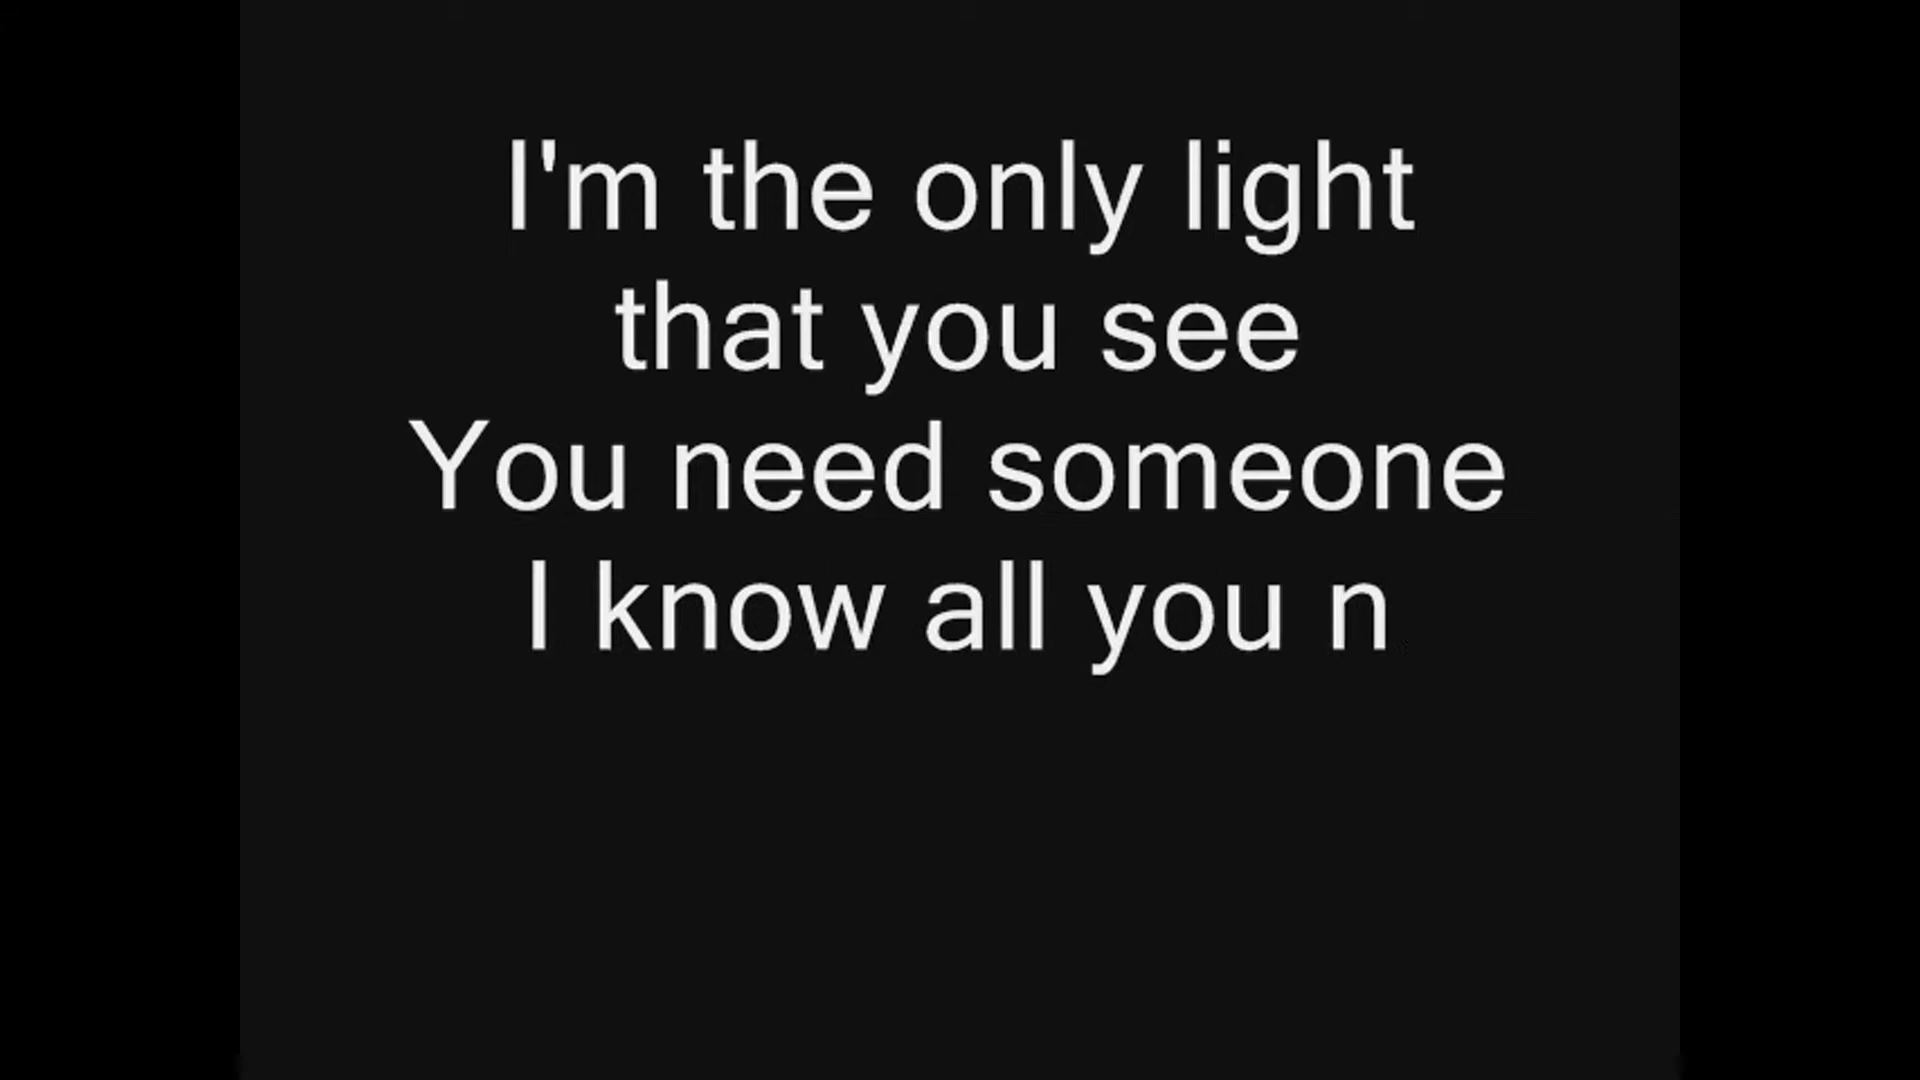 I'm the only light
that you see
You need someone
I know all you n